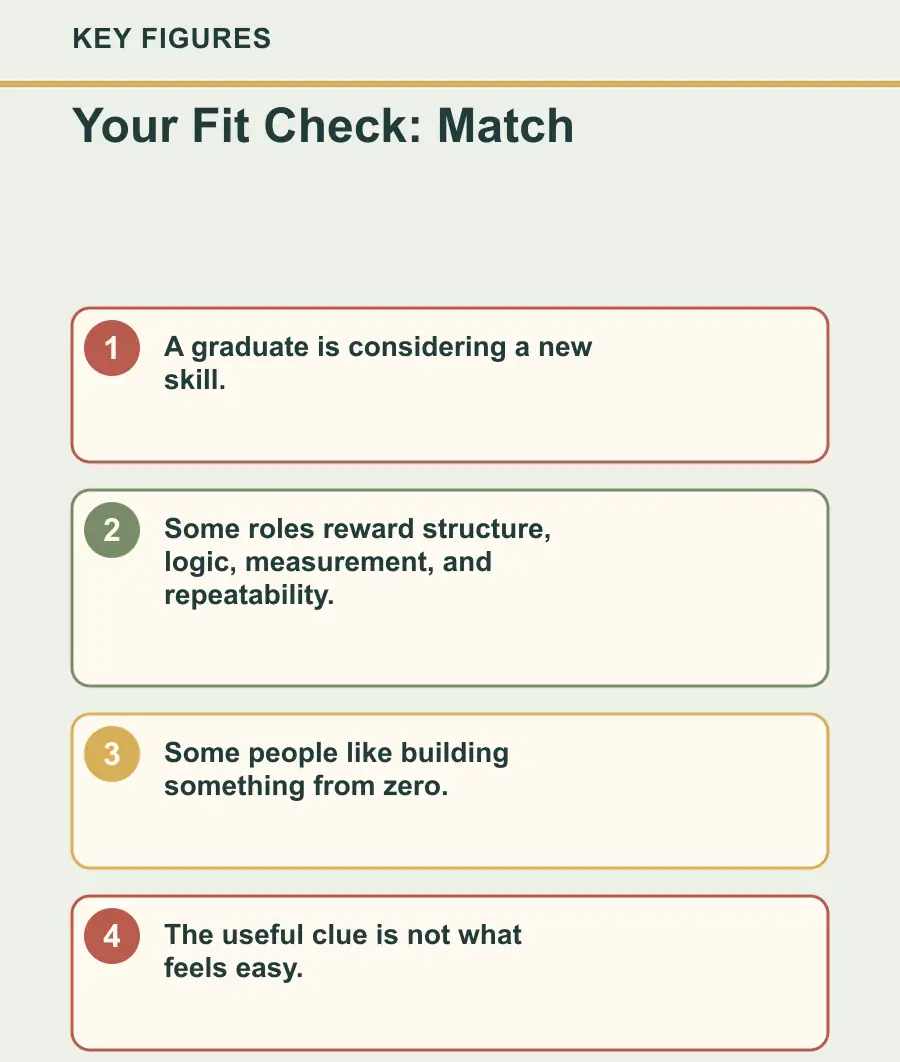 KEY FIGURES
Your Fit Check: Match
1
A graduate is considering a new
skill.
2
Some roles reward structure,
logic, measurement, and
repeatability.
3
Some people like building
something from zero.
4
The useful clue is not what
feels easy.